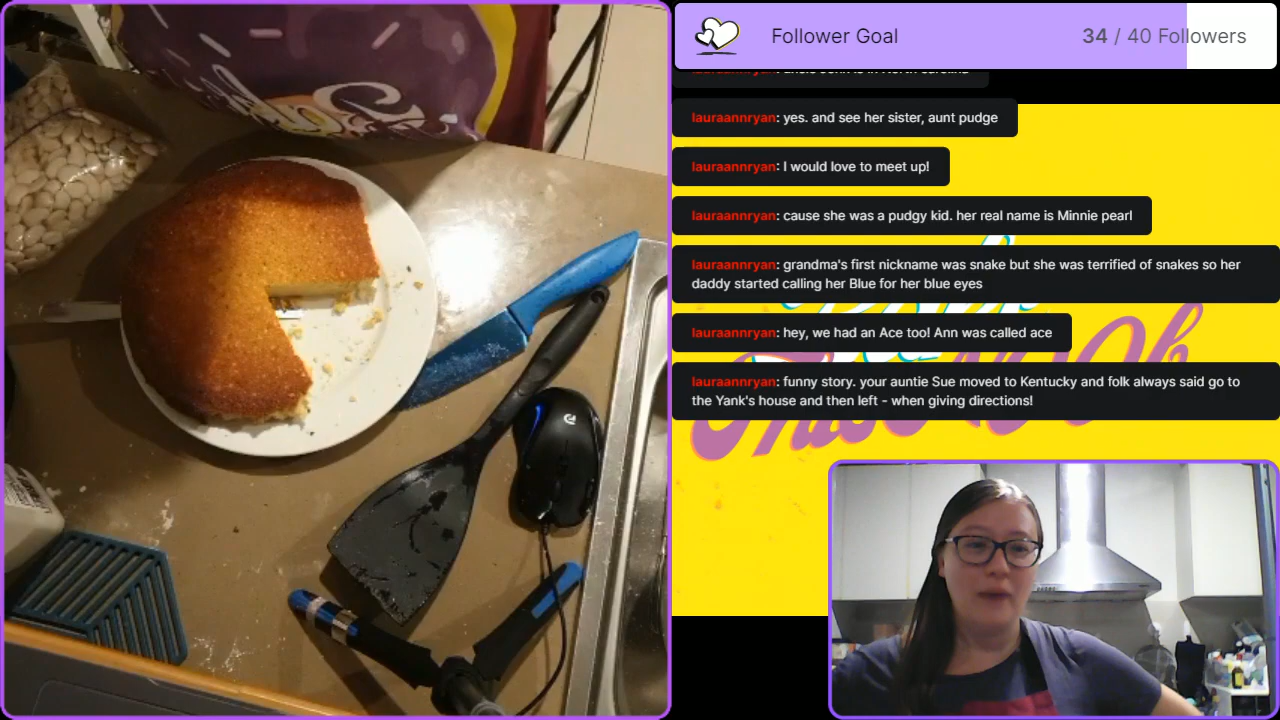 Follower Goal
34 / 40 Followers
lauraannryan: yes. and see her sister, aunt pudge
lauraannryan: I would love to meet up!
lauraannryan: cause she was a pudgy kid. her real name is Minnie pearl
lauraannryan: grandma's first nickname was snake but she was terrified of snakes so her
daddy started calling her Blue for her blue eyes
lauraannryan: hey, we had an Ace too! Ann was called ace
lauraannryan: funny story. your auntie Sue moved to Kentucky and folk always said go to
the Yank's house and then left - when giving directions!